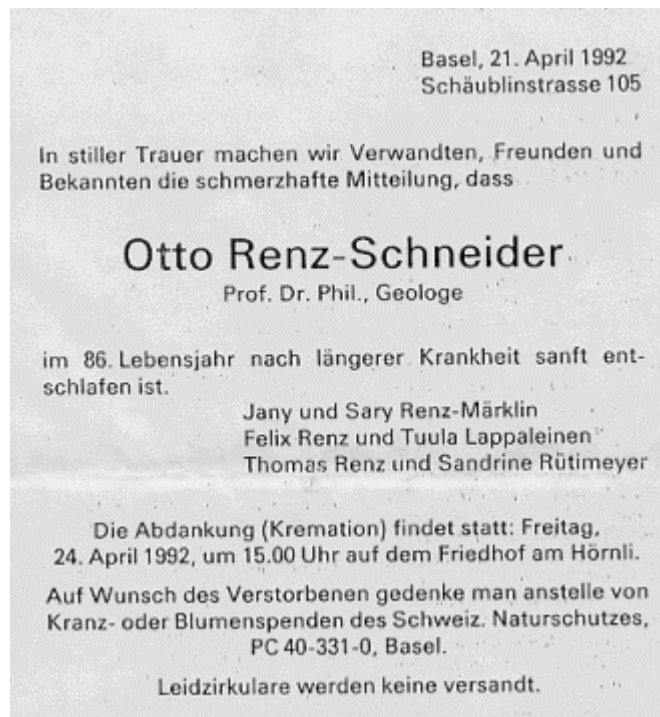 Basel, 21. April 1992
Schäublinstrasse 105
In stiller Trauer machen wir Verwandten, Freunden und
Bekannten die schmerzhafte Mitteilung, dass
Otto Renz-Schneider
Prof. Dr. Phil., Geologe
im 86. Lebensjahr nach längerer Krankheit sanft ent-
schlafen ist.
Jany und Sary Renz-Märklin
Felix Renz und Tuula Lappaleinen
Thomas Renz und Sandrine Rütimeyer
Die Abdankung (Kremation) findet statt: Freitag,
24. April 1992, um 15.00 Uhr auf dem Friedhof am Hörnli.
Auf Wunsch des Verstorbenen gedenke man anstelle von
Kranz- oder Blumenspenden des Schweiz. Naturschutzes,
PC 40-331-0, Basel.
Leidzirkulare werden keine versandt.